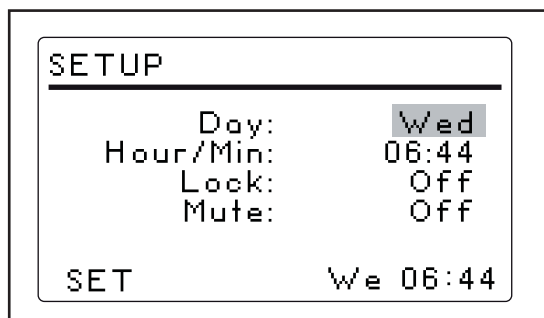 SETUP
Day: Wed
Hour/Min: 06:44
Lock: Off
Mute: Off
SET We 06:44